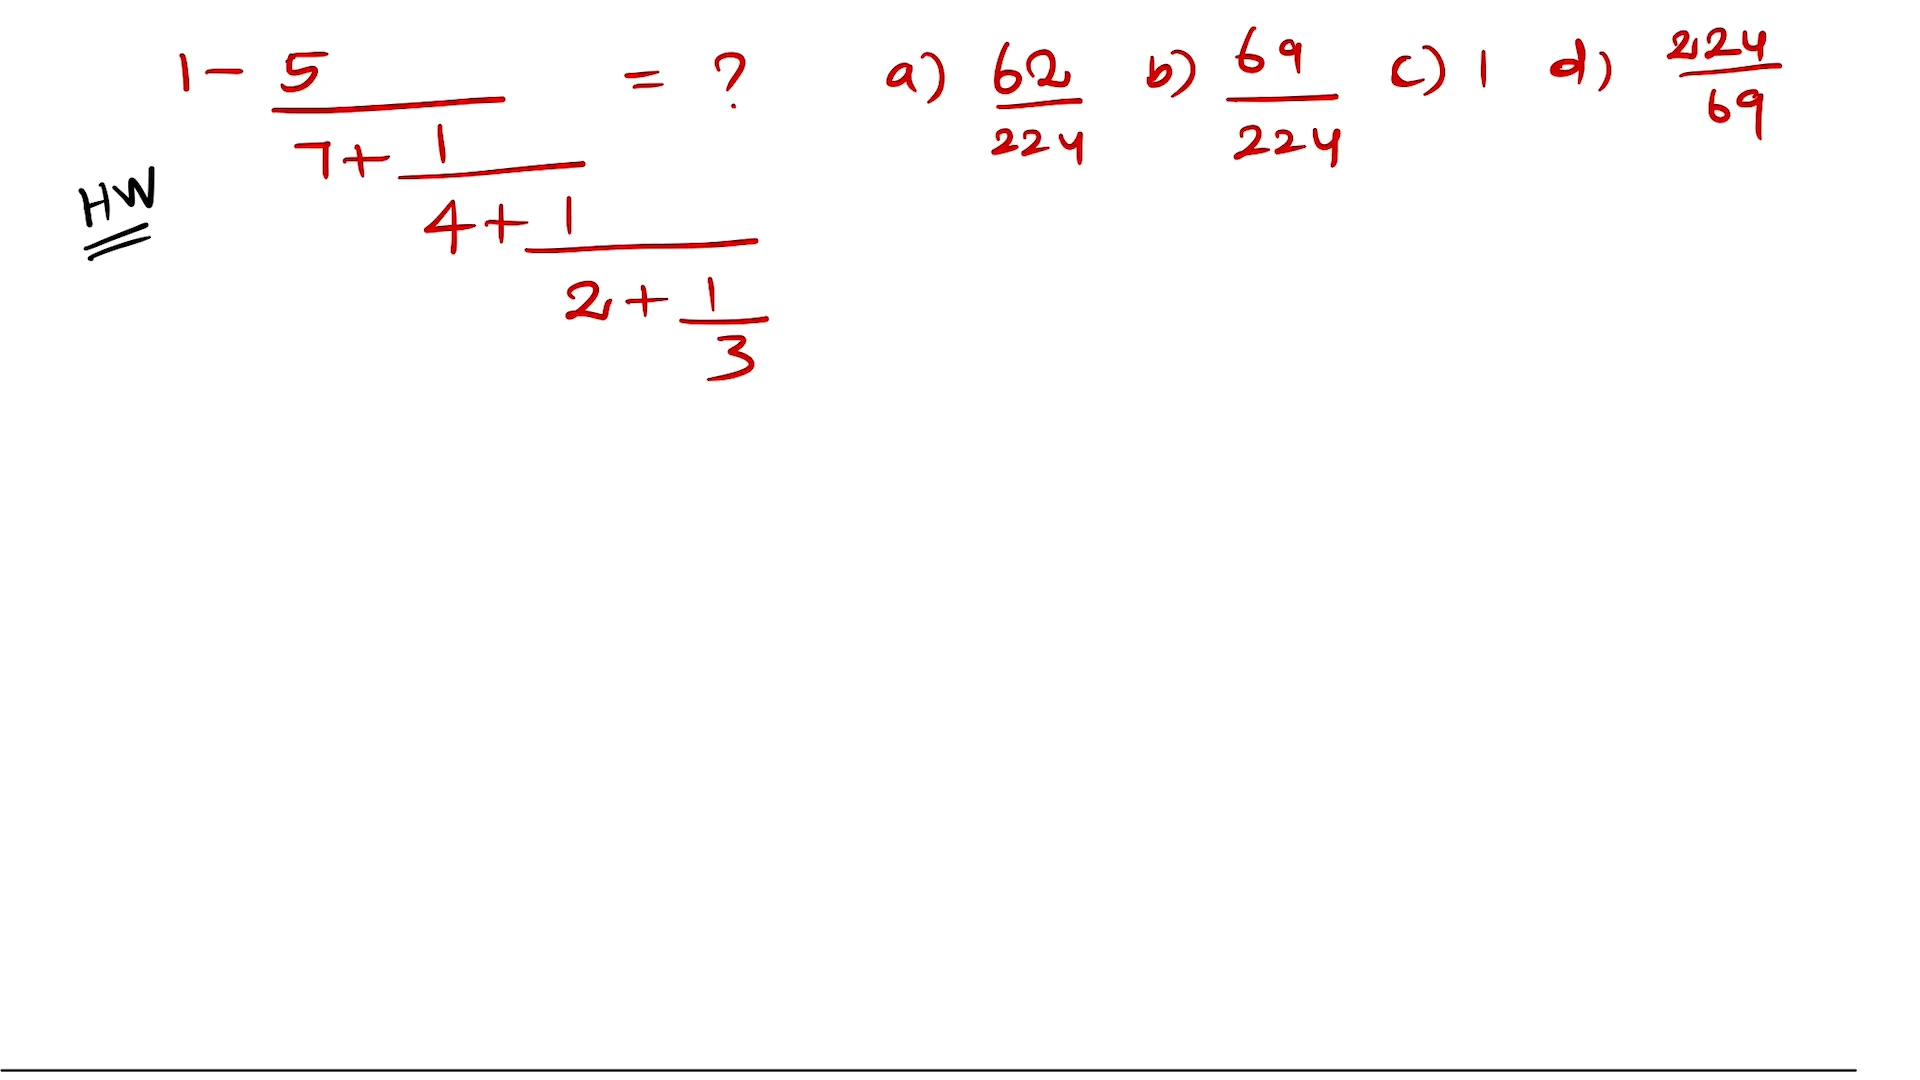 1 - 5 = ? a) 62 b) 69 c) 1 d) 224
224 224 69
7 + 1
HW
4 + 1
2 + 1
3